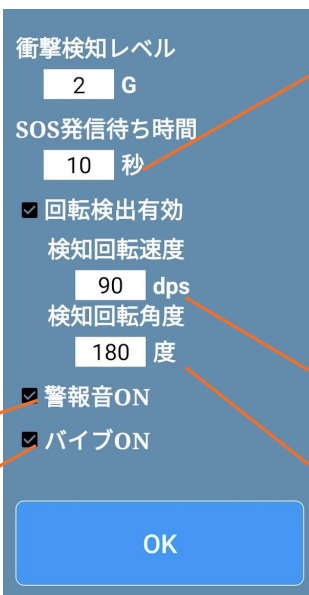 衝撃検知レベル
2 G
SOS発信待ち時間
10 秒
回転検出有効
検知回転速度
90 dps
検知回転角度
180 度
警報音ON
バイブON
OK